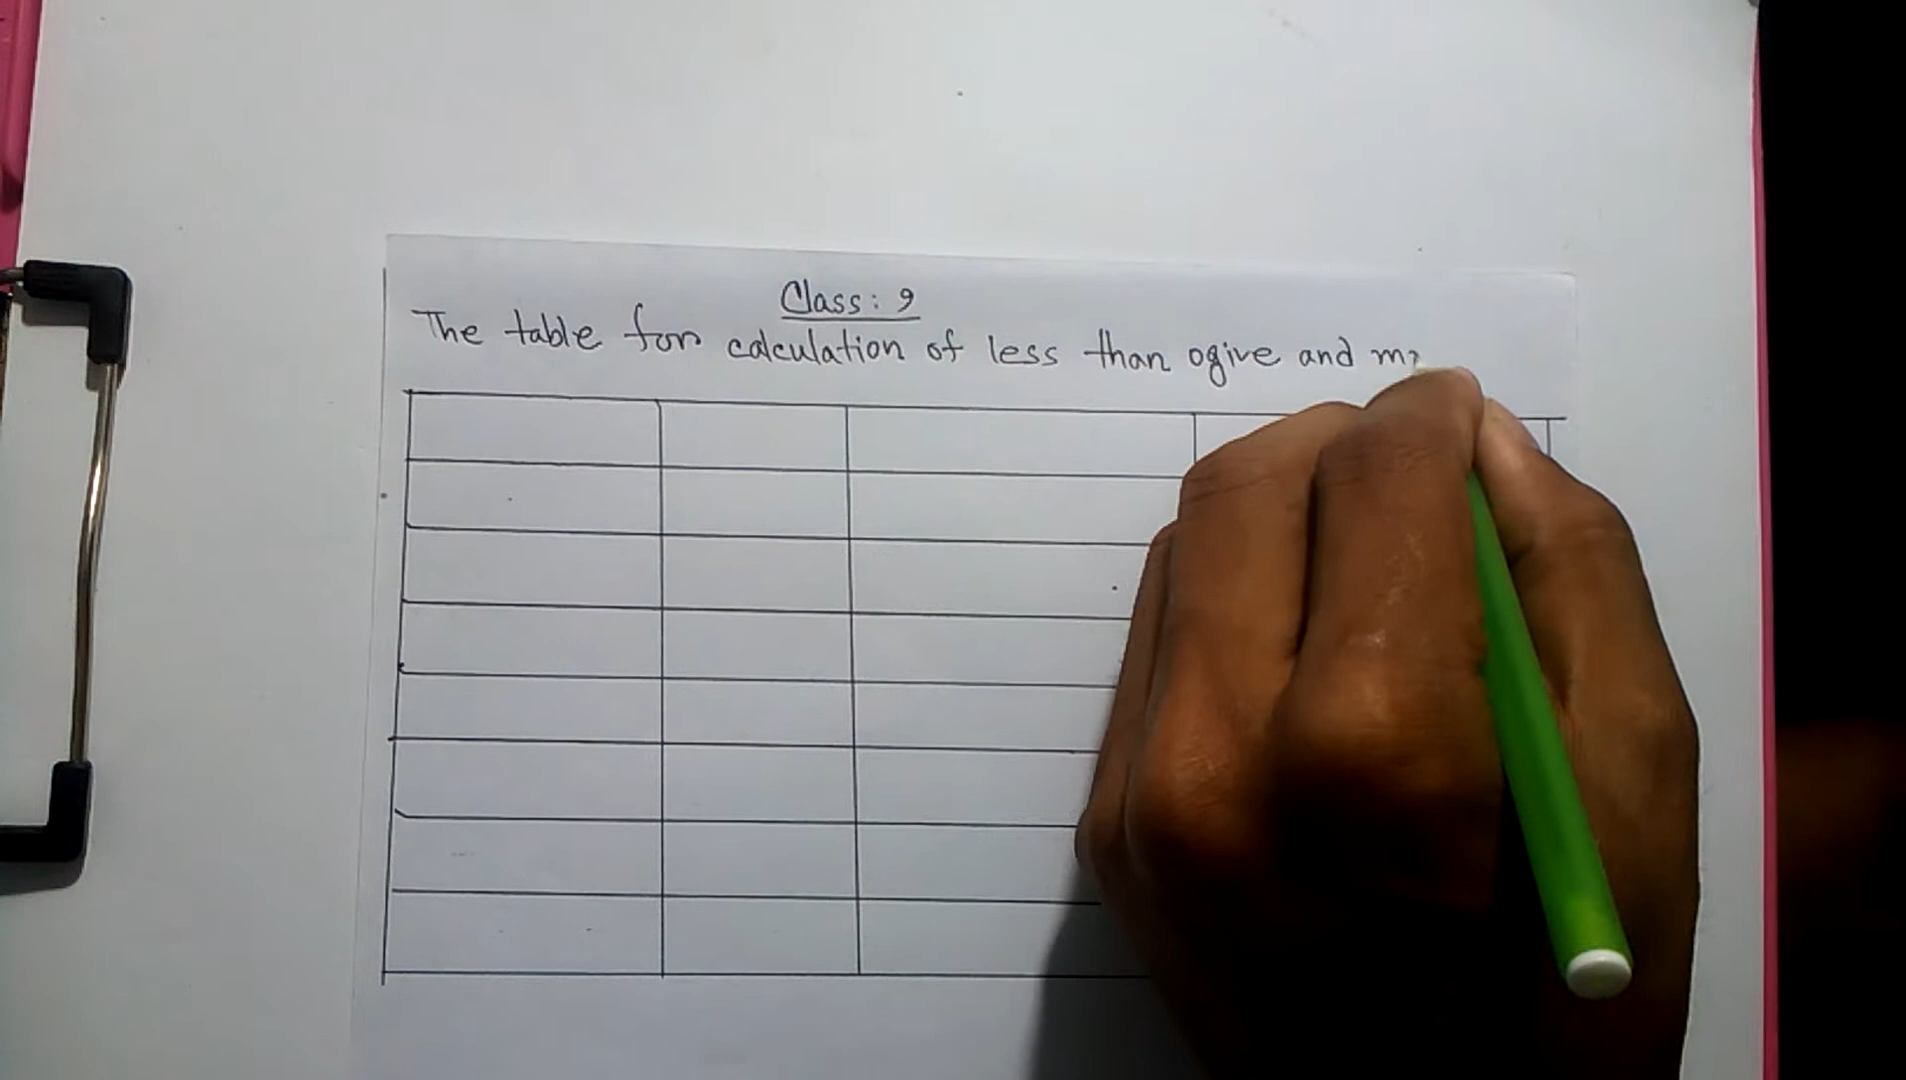 Class: 9
The table for calculation of less than ogive and